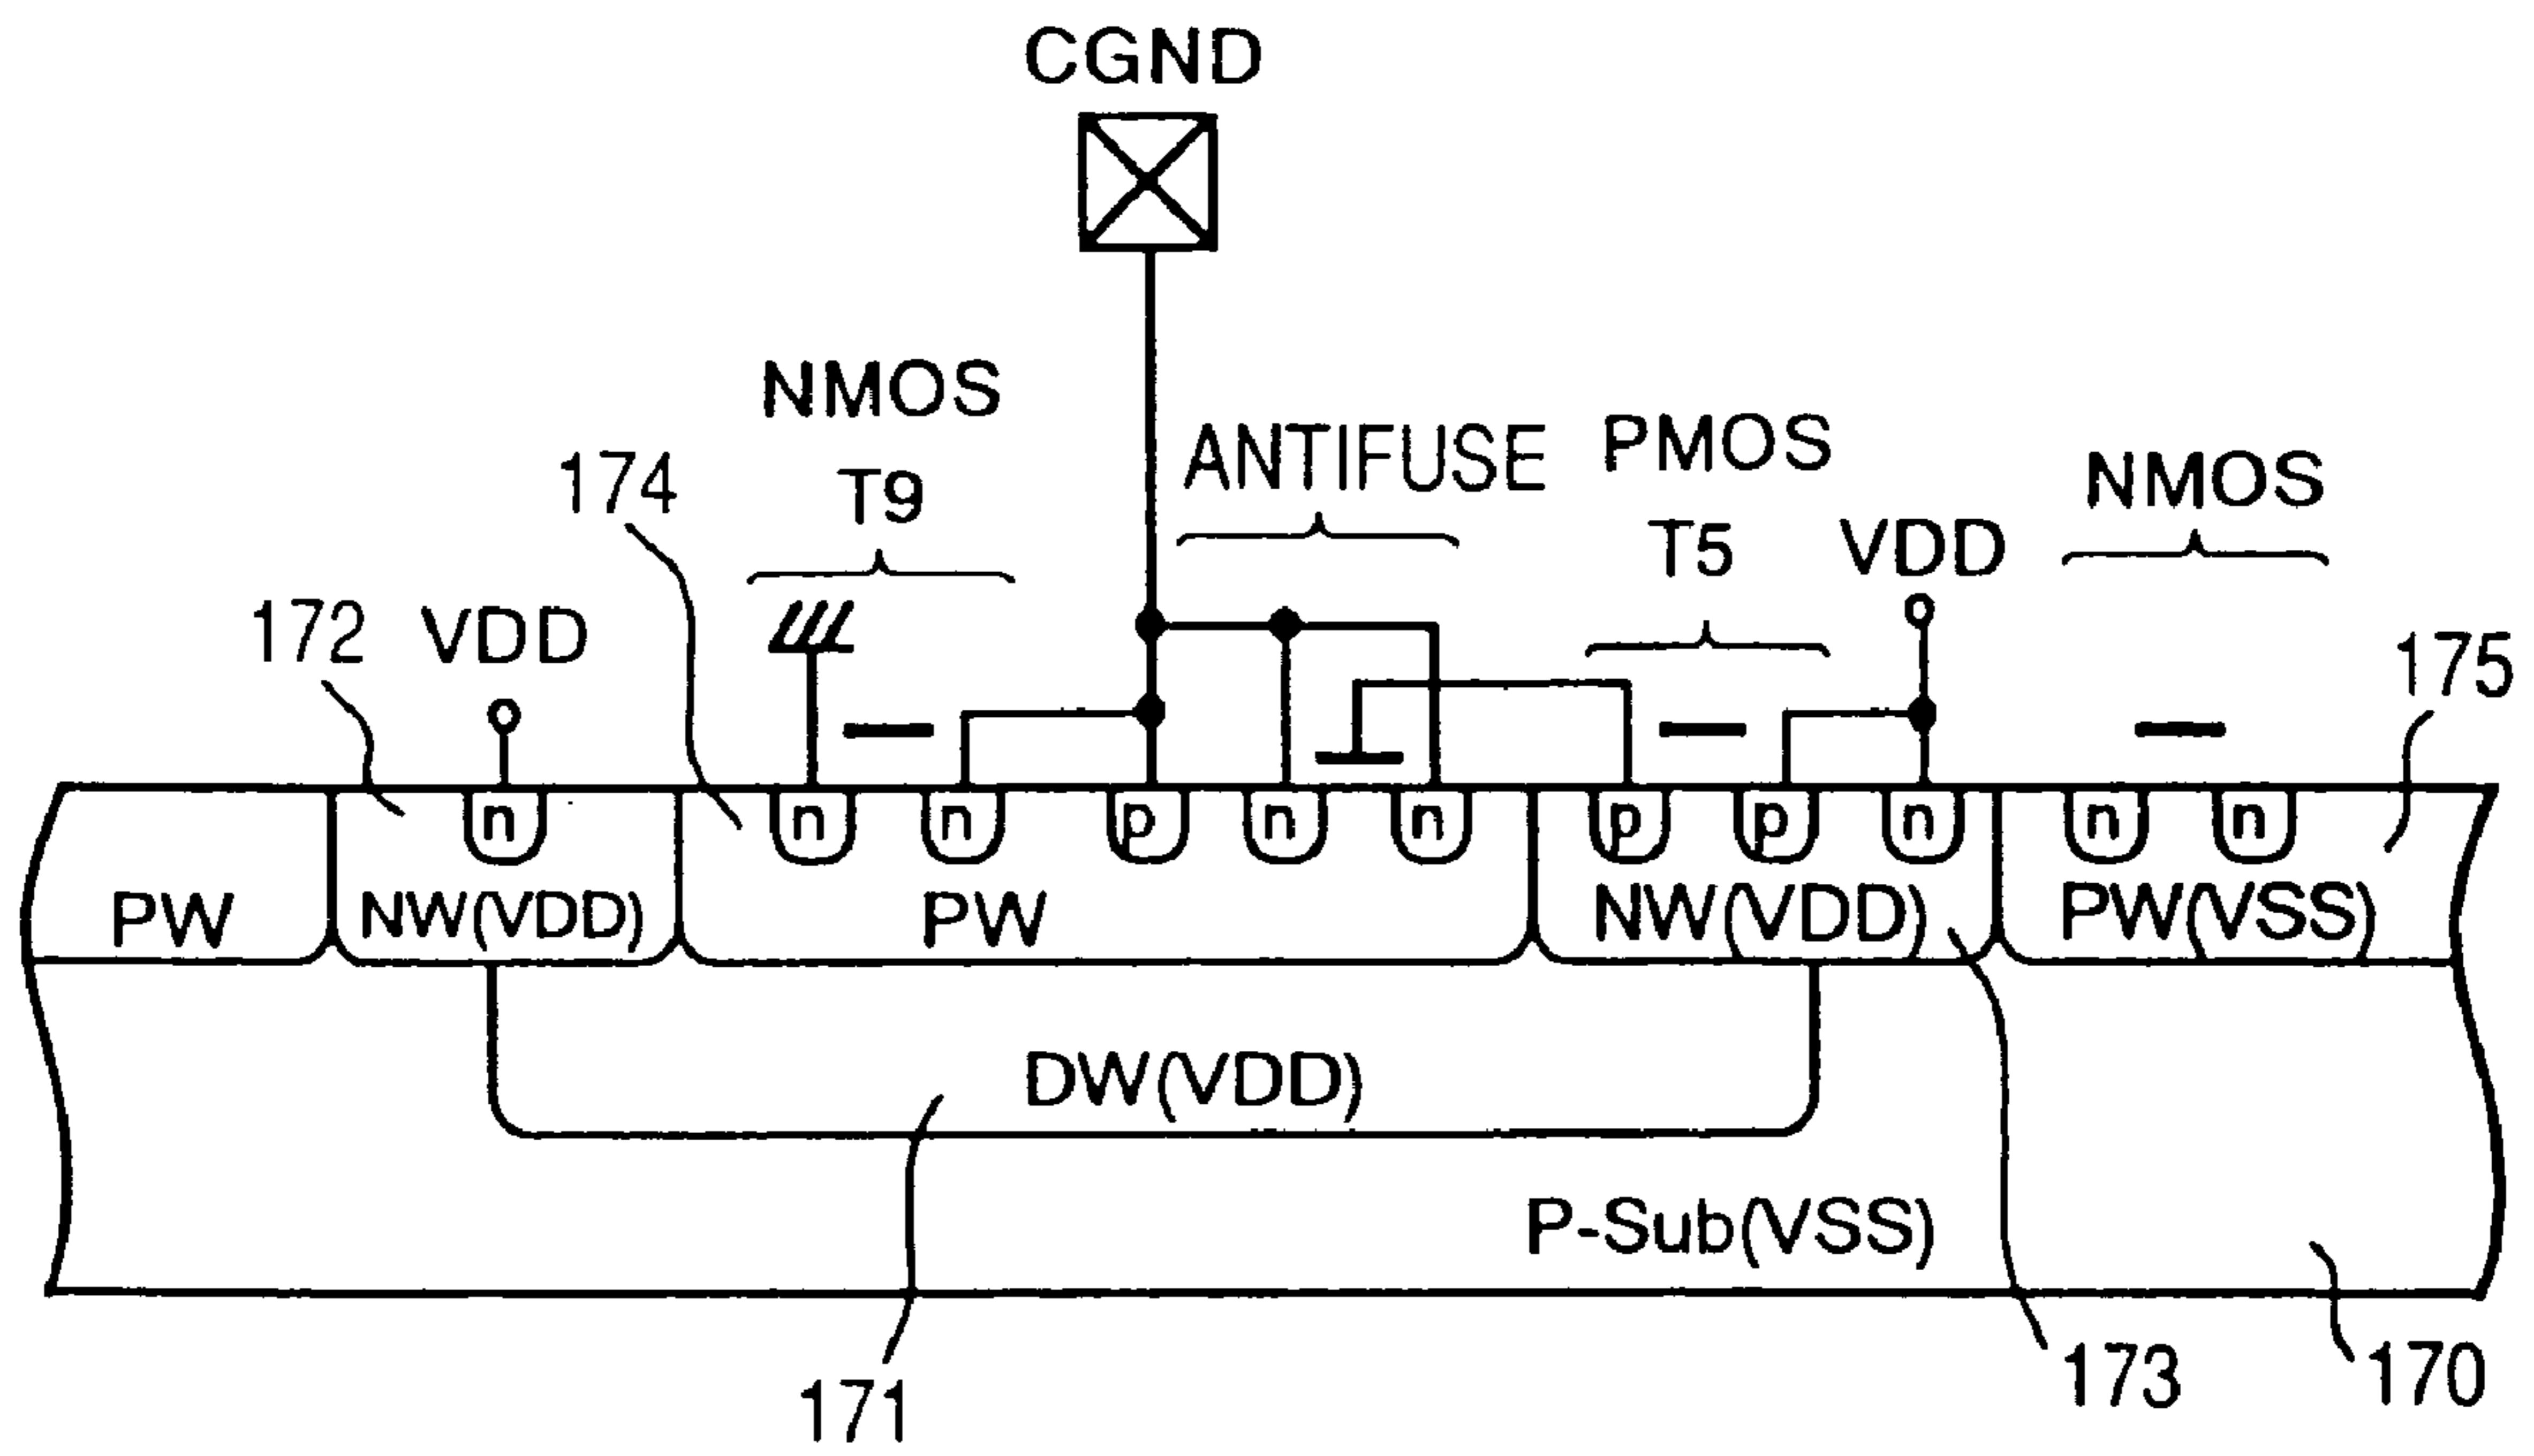 CGND
NMOS
T9
ANTIFUSE
PMOS
T5
NMOS
174
172
VDD
VDD
175
n
n
n
p
n
n
p
p
n
n
n
PW
NW(VDD)
PW
NW(VDD)
PW(VSS)
DW(VDD)
P-Sub(VSS)
171
173
170